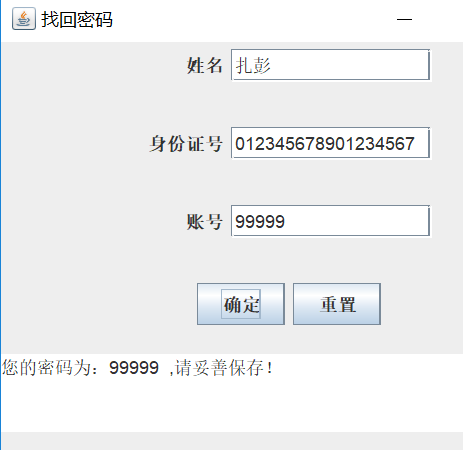 找回密码
姓名 扎彭
身份证号 012345678901234567
账号 99999
确定 重置
您的密码为：99999 ,请妥善保存！